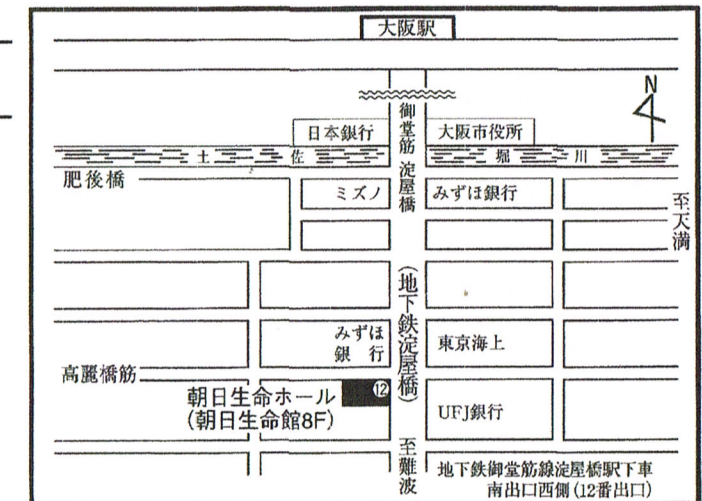 大阪駅
N
日本銀行
御堂筋
淀屋橋
大阪市役所
土佐堀川
肥後橋
ミズノ
みずほ銀行
至天満
(地下鉄淀屋橋)
みずほ
銀行
東京海上
高麗橋筋
朝日生命ホール
(朝日生命館8F)
⑫
UFJ銀行
至難波
地下鉄御堂筋線淀屋橋駅下車
南出口西側(12番出口)